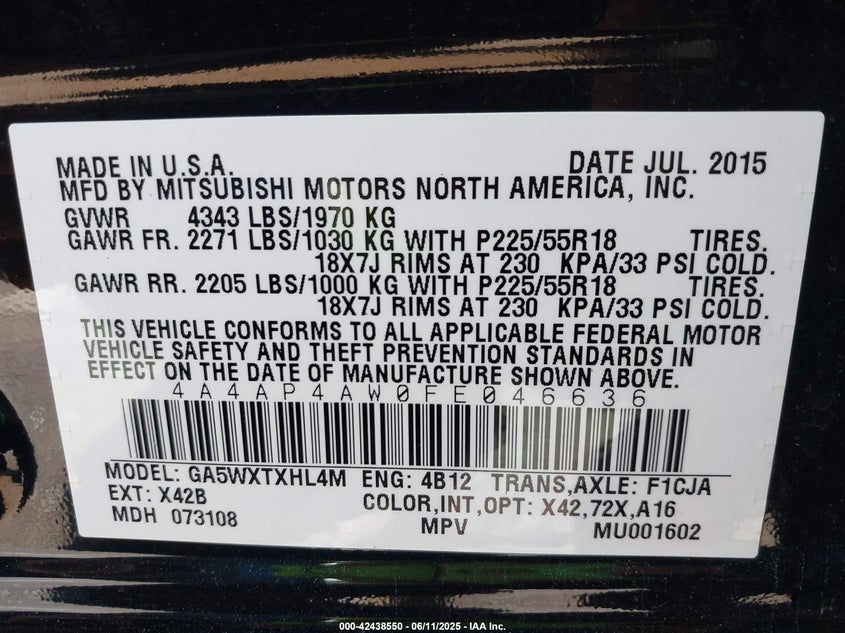 MADE IN U.S.A. DATE JUL. 2015
MFD BY MITSUBISHI MOTORS NORTH AMERICA, INC.
GVWR 4343 LBS/1970 KG
GAWR FR. 2271 LBS/1030 KG WITH P225/55R18 TIRES.
18X7J RIMS AT 230 KPA/33 PSI COLD.
GAWR RR. 2205 LBS/1000 KG WITH P225/55R18 TIRES.
18X7J RIMS AT 230 KPA/33 PSI COLD.
THIS VEHICLE CONFORMS TO ALL APPLICABLE FEDERAL MOTOR
VEHICLE SAFETY AND THEFT PREVENTION STANDARDS IN
EFFECT ON THE DATE OF MANUFACTURE SHOWN ABOVE.
4A4AP4AW0FE046636
MODEL: GA5WXTXHL4M ENG: 4B12 TRANS,AXLE: F1CJA
EXT: X42B COLOR,INT,OPT: X42,72X,A16
MDH 073108 MPV MU001602
000-42438550 - 06/11/2025 - IAA Inc.